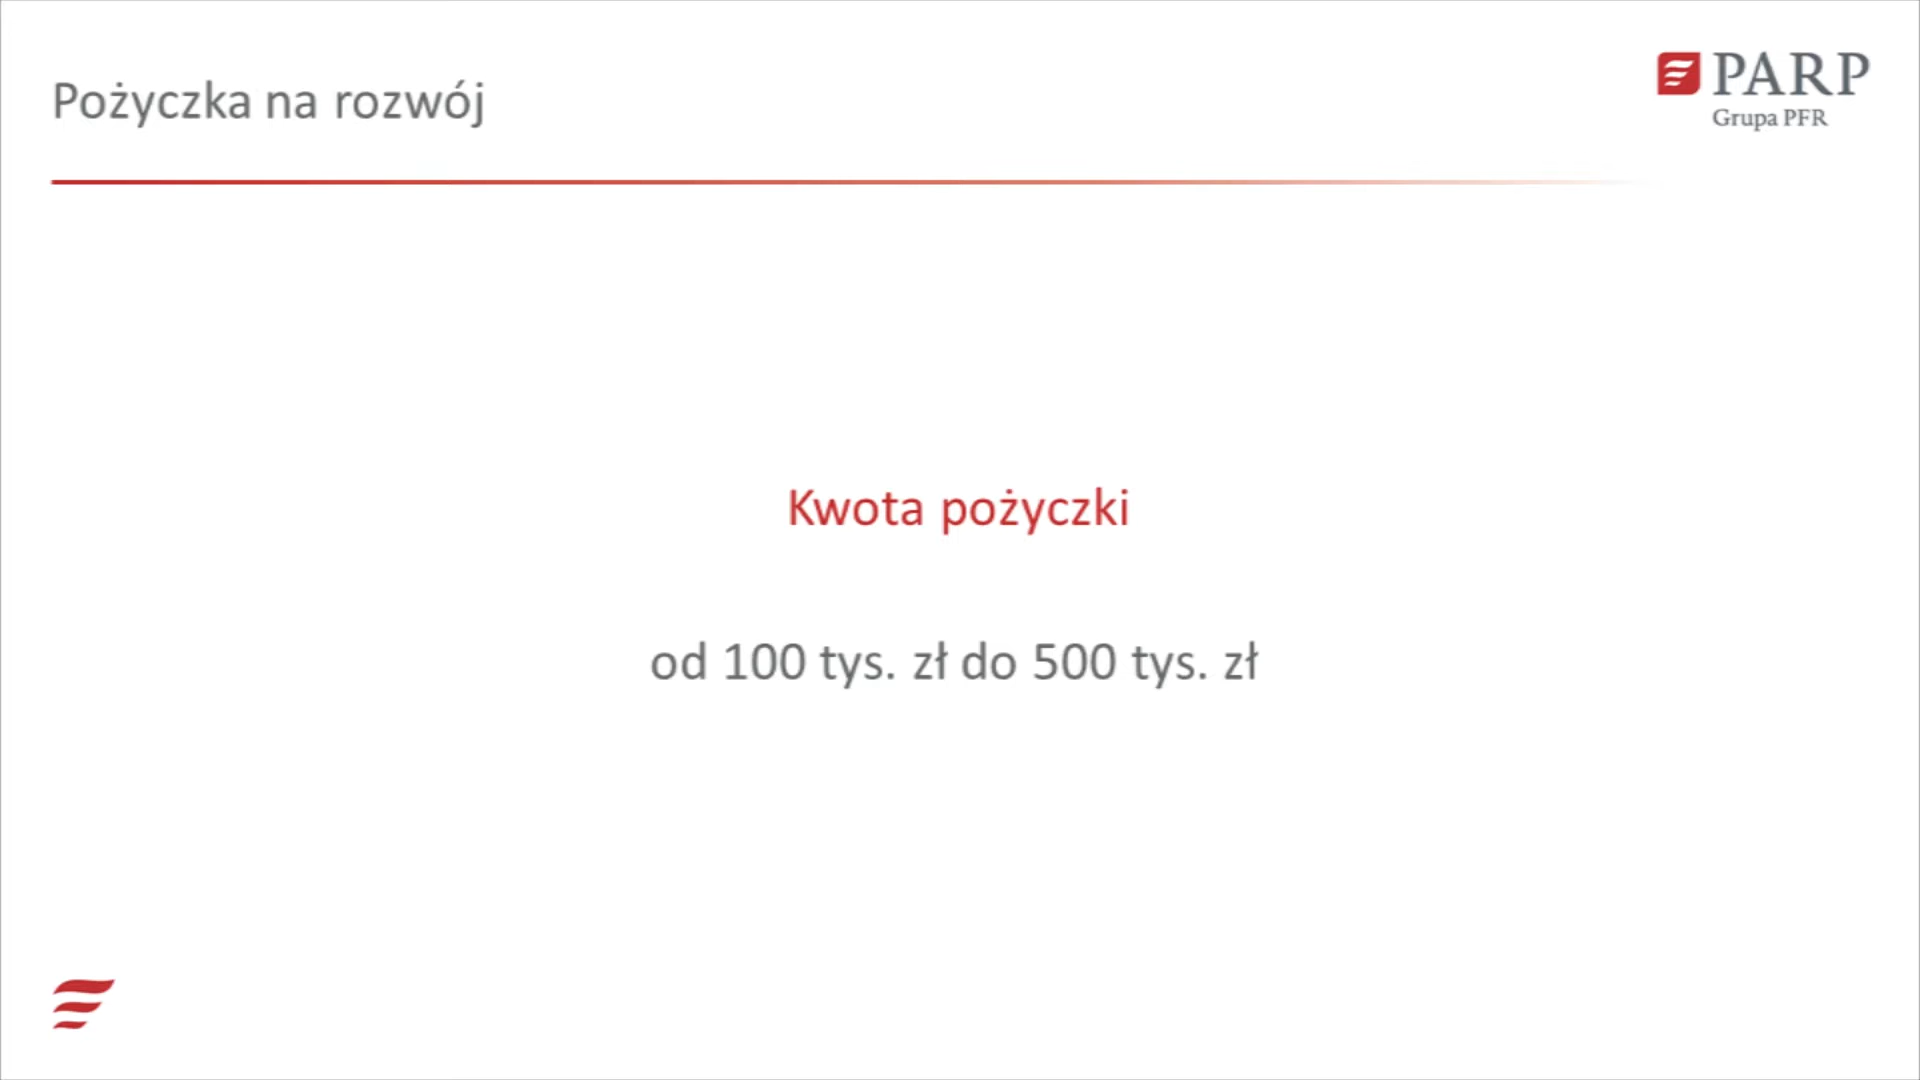 Pożyczka na rozwój
PARP
Grupa PFR
Kwota pożyczki
od 100 tys. zł do 500 tys. zł